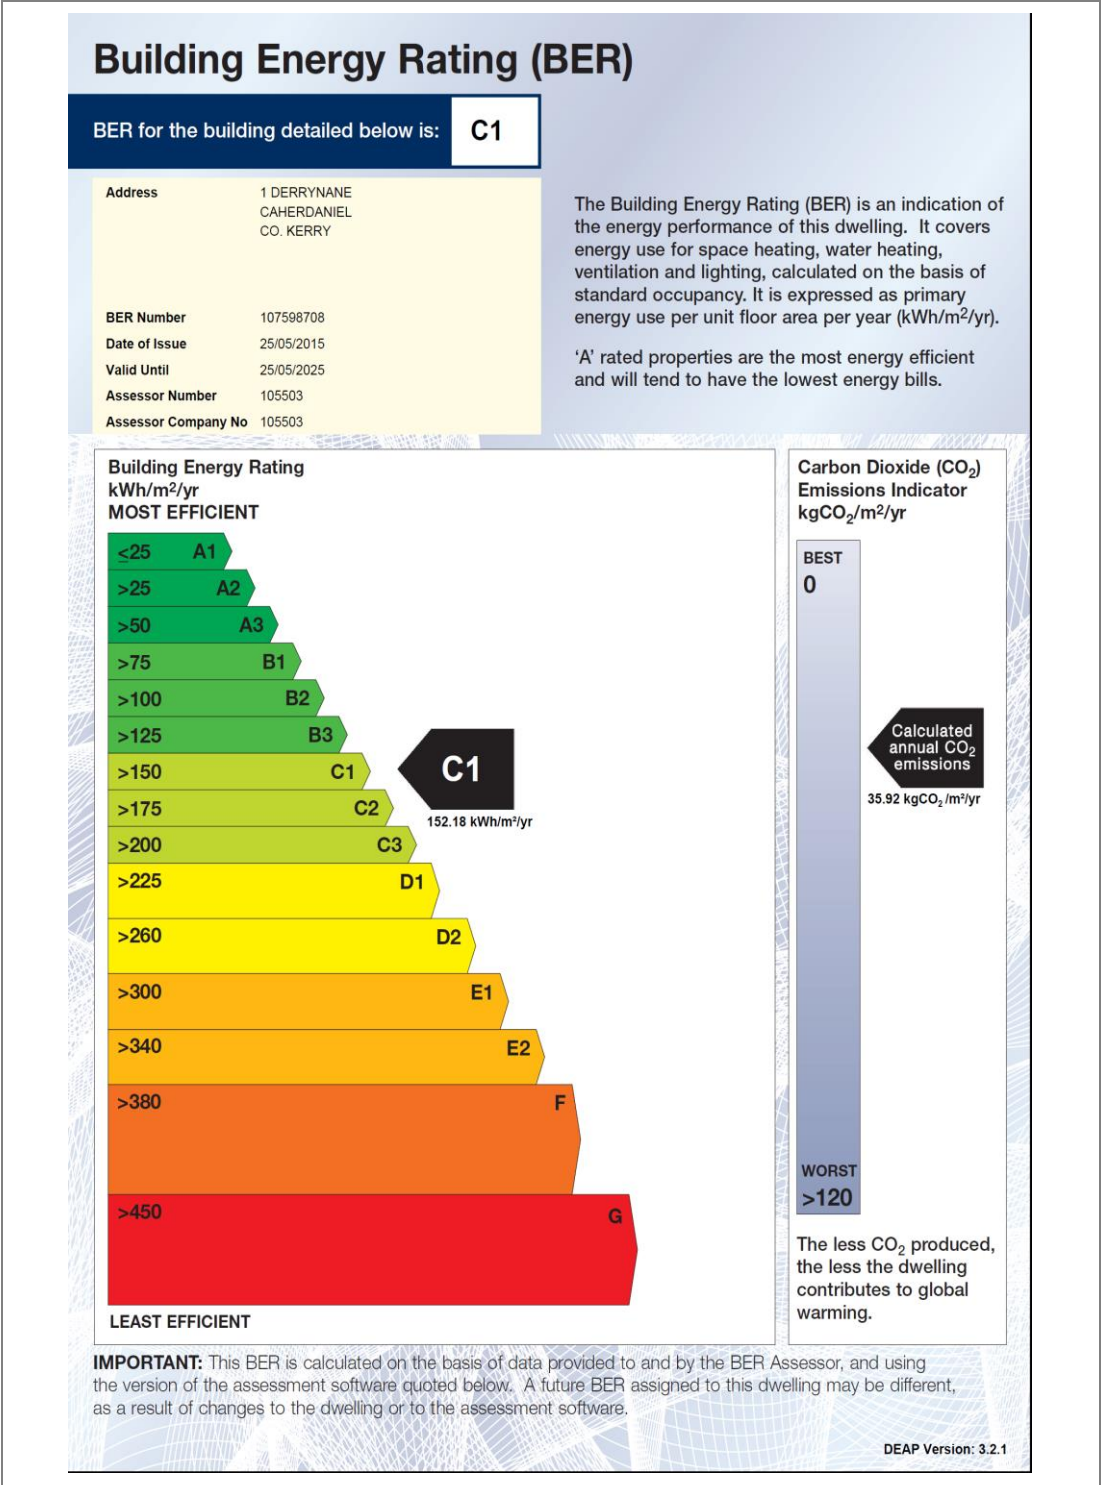 Building Energy Rating (BER)
BER for the building detailed below is: C1
Address 1 DERRYNANE
CAHERDANIEL
CO. KERRY
BER Number 107598708
Date of Issue 25/05/2015
Valid Until 25/05/2025
Assessor Number 105503
Assessor Company No 105503
The Building Energy Rating (BER) is an indication of
the energy performance of this dwelling. It covers
energy use for space heating, water heating,
ventilation and lighting, calculated on the basis of
standard occupancy. It is expressed as primary
energy use per unit floor area per year (kWh/m²/yr).
‘A’ rated properties are the most energy efficient
and will tend to have the lowest energy bills.
Building Energy Rating
kWh/m²/yr
MOST EFFICIENT
≤25 A1
>25 A2
>50 A3
>75 B1
>100 B2
>125 B3
>150 C1
>175 C2
>200 C3
>225 D1
>260 D2
>300 E1
>340 E2
>380 F
>450 G
LEAST EFFICIENT
C1
152.18 kWh/m²/yr
Carbon Dioxide (CO₂)
Emissions Indicator
kgCO₂/m²/yr
BEST
0
Calculated
annual CO₂
emissions
35.92 kgCO₂/m²/yr
WORST
>120
The less CO₂ produced,
the less the dwelling
contributes to global
warming.
IMPORTANT: This BER is calculated on the basis of data provided to and by the BER Assessor, and using
the version of the assessment software quoted below. A future BER assigned to this dwelling may be different,
as a result of changes to the dwelling or to the assessment software.
DEAP Version: 3.2.1